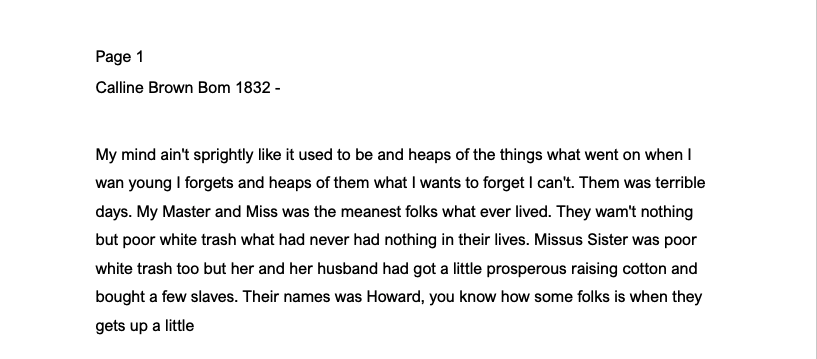 Page 1
Calline Brown Bom 1832 -
My mind ain't sprightly like it used to be and heaps of the things what went on when I
wan young I forgets and heaps of them what I wants to forget I can't. Them was terrible
days. My Master and Miss was the meanest folks what ever lived. They wam't nothing
but poor white trash what had never had nothing in their lives. Missus Sister was poor
white trash too but her and her husband had got a little prosperous raising cotton and
bought a few slaves. Their names was Howard, you know how some folks is when they
gets up a little